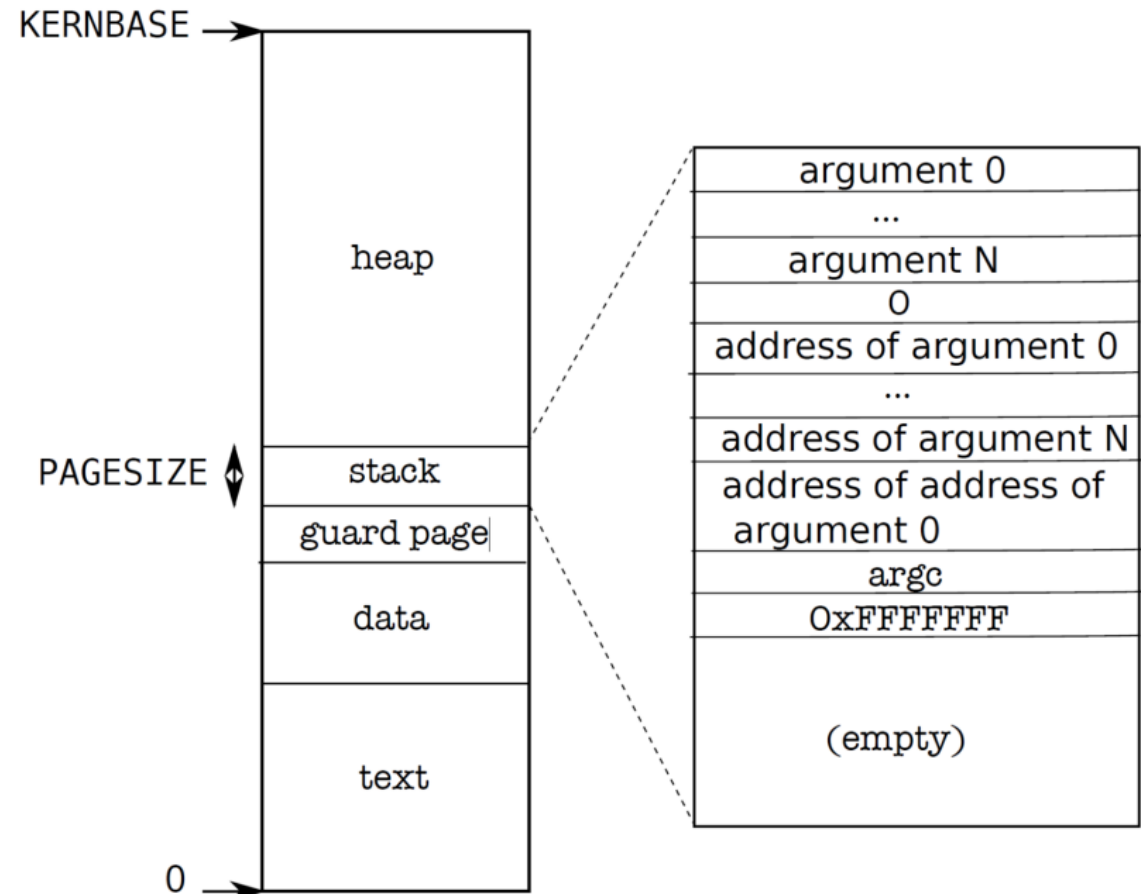 KERNBASE
heap
PAGESIZE
stack
guard page
data
text
0
argument 0
...
argument N
0
address of argument 0
...
address of argument N
address of address of
argument 0
argc
0xFFFFFFF
(empty)